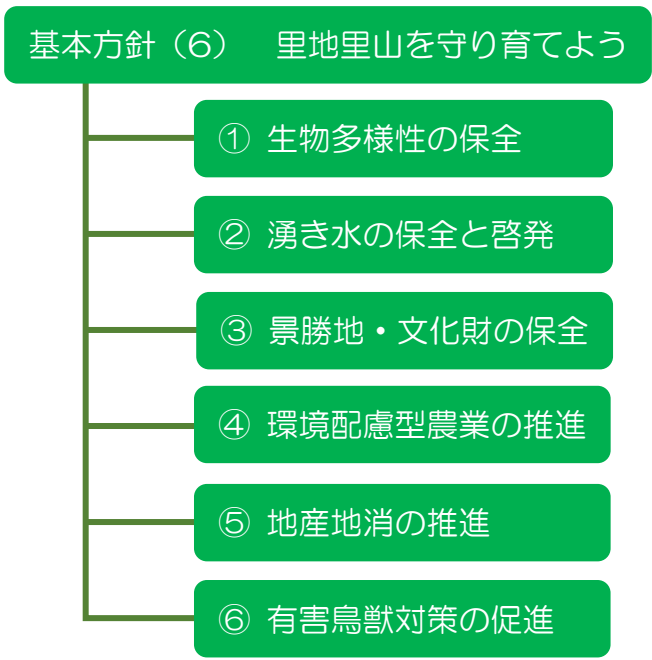 基本方針（6）　里地里山を守り育てよう
① 生物多様性の保全
② 湧き水の保全と啓発
③ 景勝地・文化財の保全
④ 環境配慮型農業の推進
⑤ 地産地消の推進
⑥ 有害鳥獣対策の促進